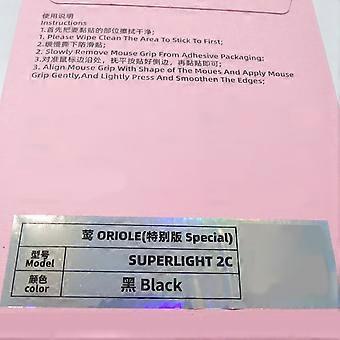 使用说明
Instructions
1.首先把要黏贴的部位擦拭干净;
1, Please Wipe Clean The Area To Stick To First;
2.缓慢撕下防滑贴;
2, Slowly Remove Mouse Grip From Adhesive Packaging;
3.对准鼠标边沿处，抚平按贴好侧边，再黏贴即可；
3, Align Mouse Grip With Shape of The Moues And Apply Mouse
Grip Gently,And Lightly Press And Smoothen The Edges;
莺 ORIOLE(特别版 Special)
型号 Model SUPERLIGHT 2C
颜色 color 黑 Black